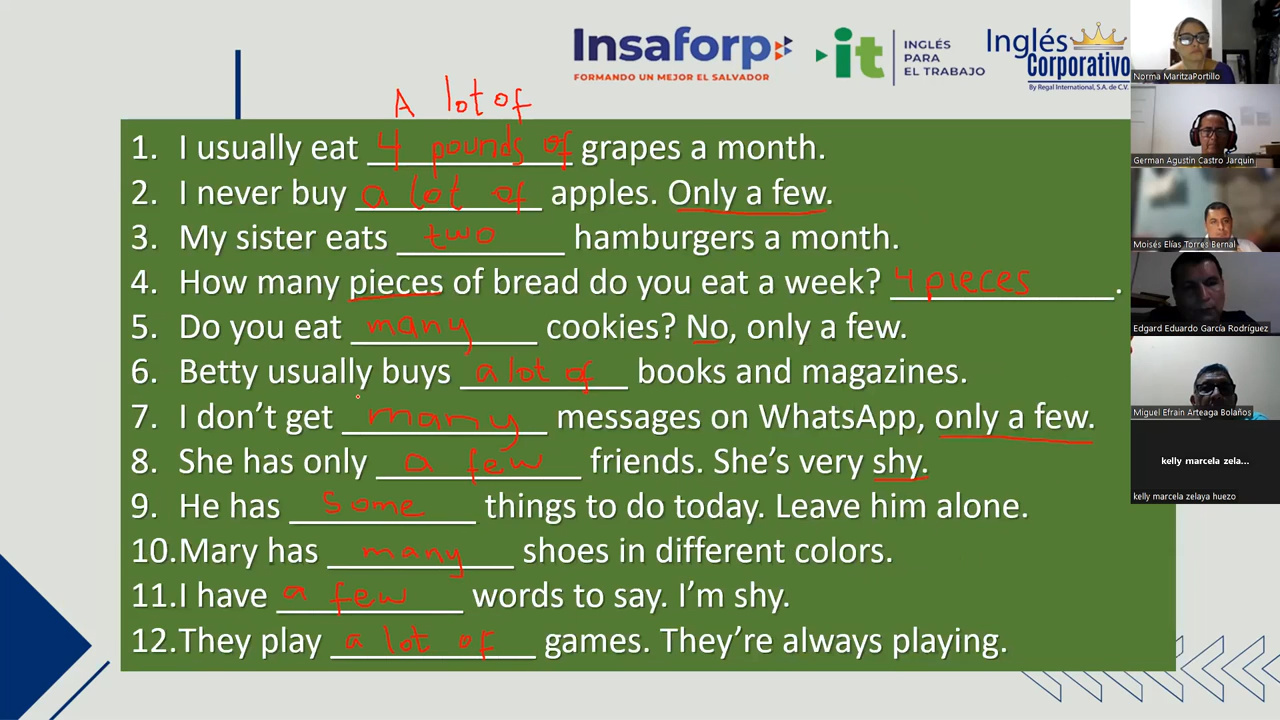 Insaforp
FORMANDO UN MEJOR EL SALVADOR
it INGLÉS PARA EL TRABAJO
Inglés Corporativo
By Regal International, S.A. de C.V.
A lot of
1. I usually eat 4 pounds of grapes a month.
2. I never buy a lot of apples. Only a few.
3. My sister eats two hamburgers a month.
4. How many pieces of bread do you eat a week? 4 pieces.
5. Do you eat many cookies? No, only a few.
6. Betty usually buys a lot of books and magazines.
7. I don't get many messages on WhatsApp, only a few.
8. She has only a few friends. She's very shy.
9. He has some things to do today. Leave him alone.
10. Mary has many shoes in different colors.
11. I have a few words to say. I'm shy.
12. They play a lot of games. They're always playing.
Norma MaritzaPortillo
German Agustin Castro Jarquin
Moisés Elías Torres Bernal
Edgard Eduardo García Rodríguez
Miguel Efrain Arteaga Bolaños
kelly marcela zela...
kelly marcela zelaya huezo